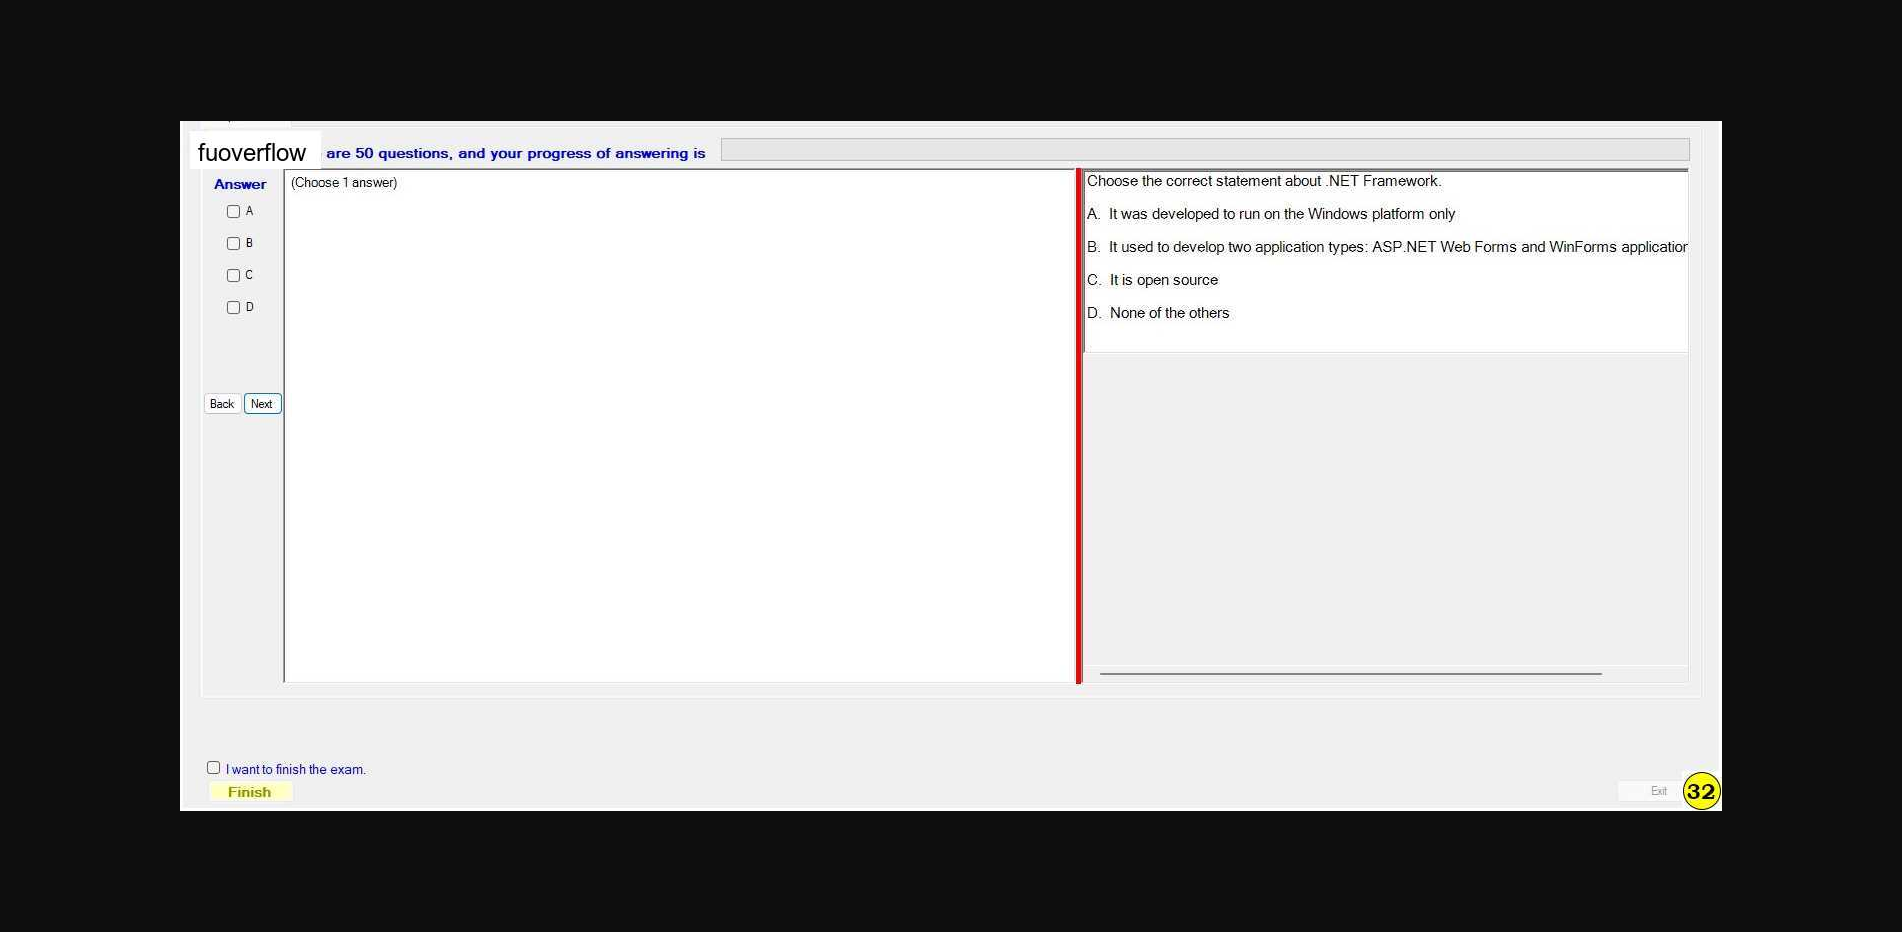 fuoverflow are 50 questions, and your progress of answering is
Answer
(Choose 1 answer)
A
B
C
D
Back Next
Choose the correct statement about .NET Framework.
A. It was developed to run on the Windows platform only
B. It used to develop two application types: ASP.NET Web Forms and WinForms application
C. It is open source
D. None of the others
I want to finish the exam.
Finish
Exit
32